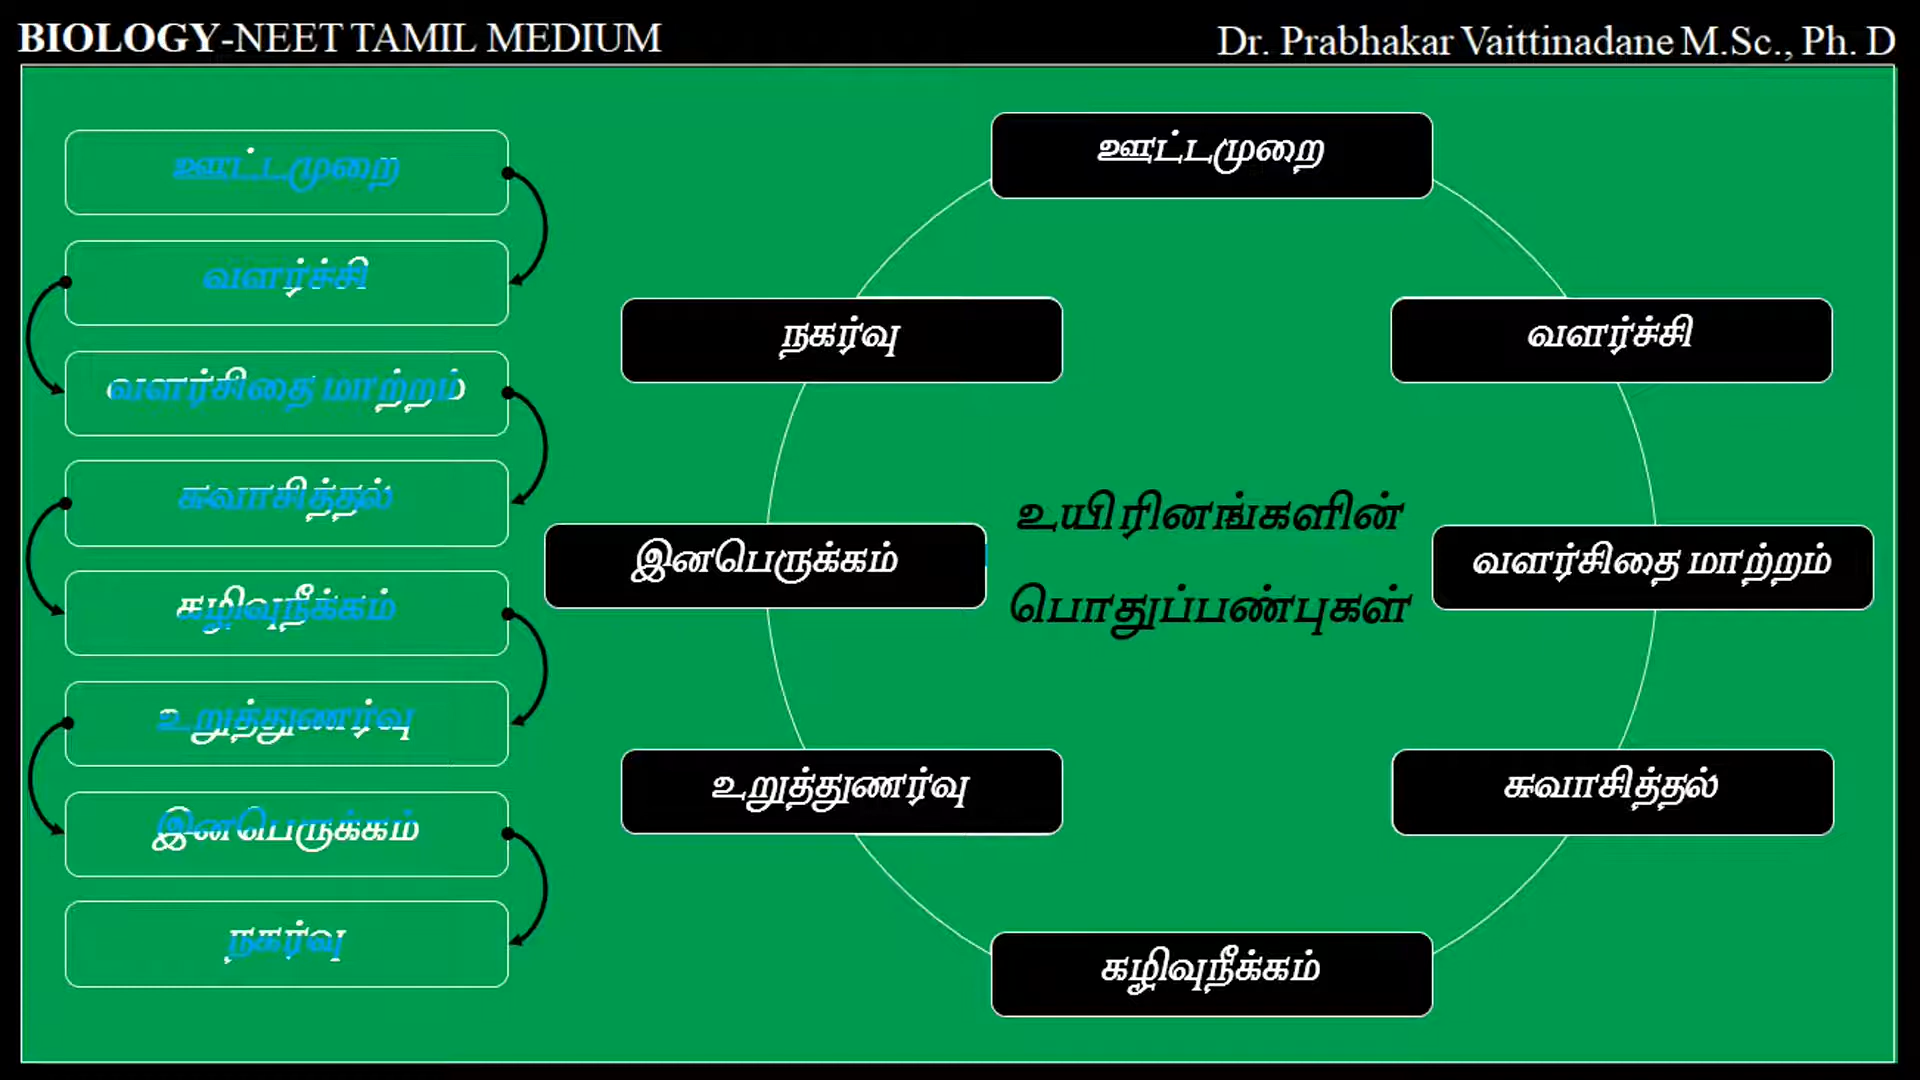 BIOLOGY-NEET TAMIL MEDIUM
Dr. Prabhakar Vaittinadane M.Sc., Ph. D
ஊட்டமுறை
வளர்ச்சி
வளர்சிதை மாற்றம்
சுவாசித்தல்
கழிவுநீக்கம்
உறுத்துணர்வு
இனபெருக்கம்
நகர்வு
ஊட்டமுறை
நகர்வு
வளர்ச்சி
இனபெருக்கம்
உயிரினங்களின்
பொதுப்பண்புகள்
வளர்சிதை மாற்றம்
உறுத்துணர்வு
சுவாசித்தல்
கழிவுநீக்கம்